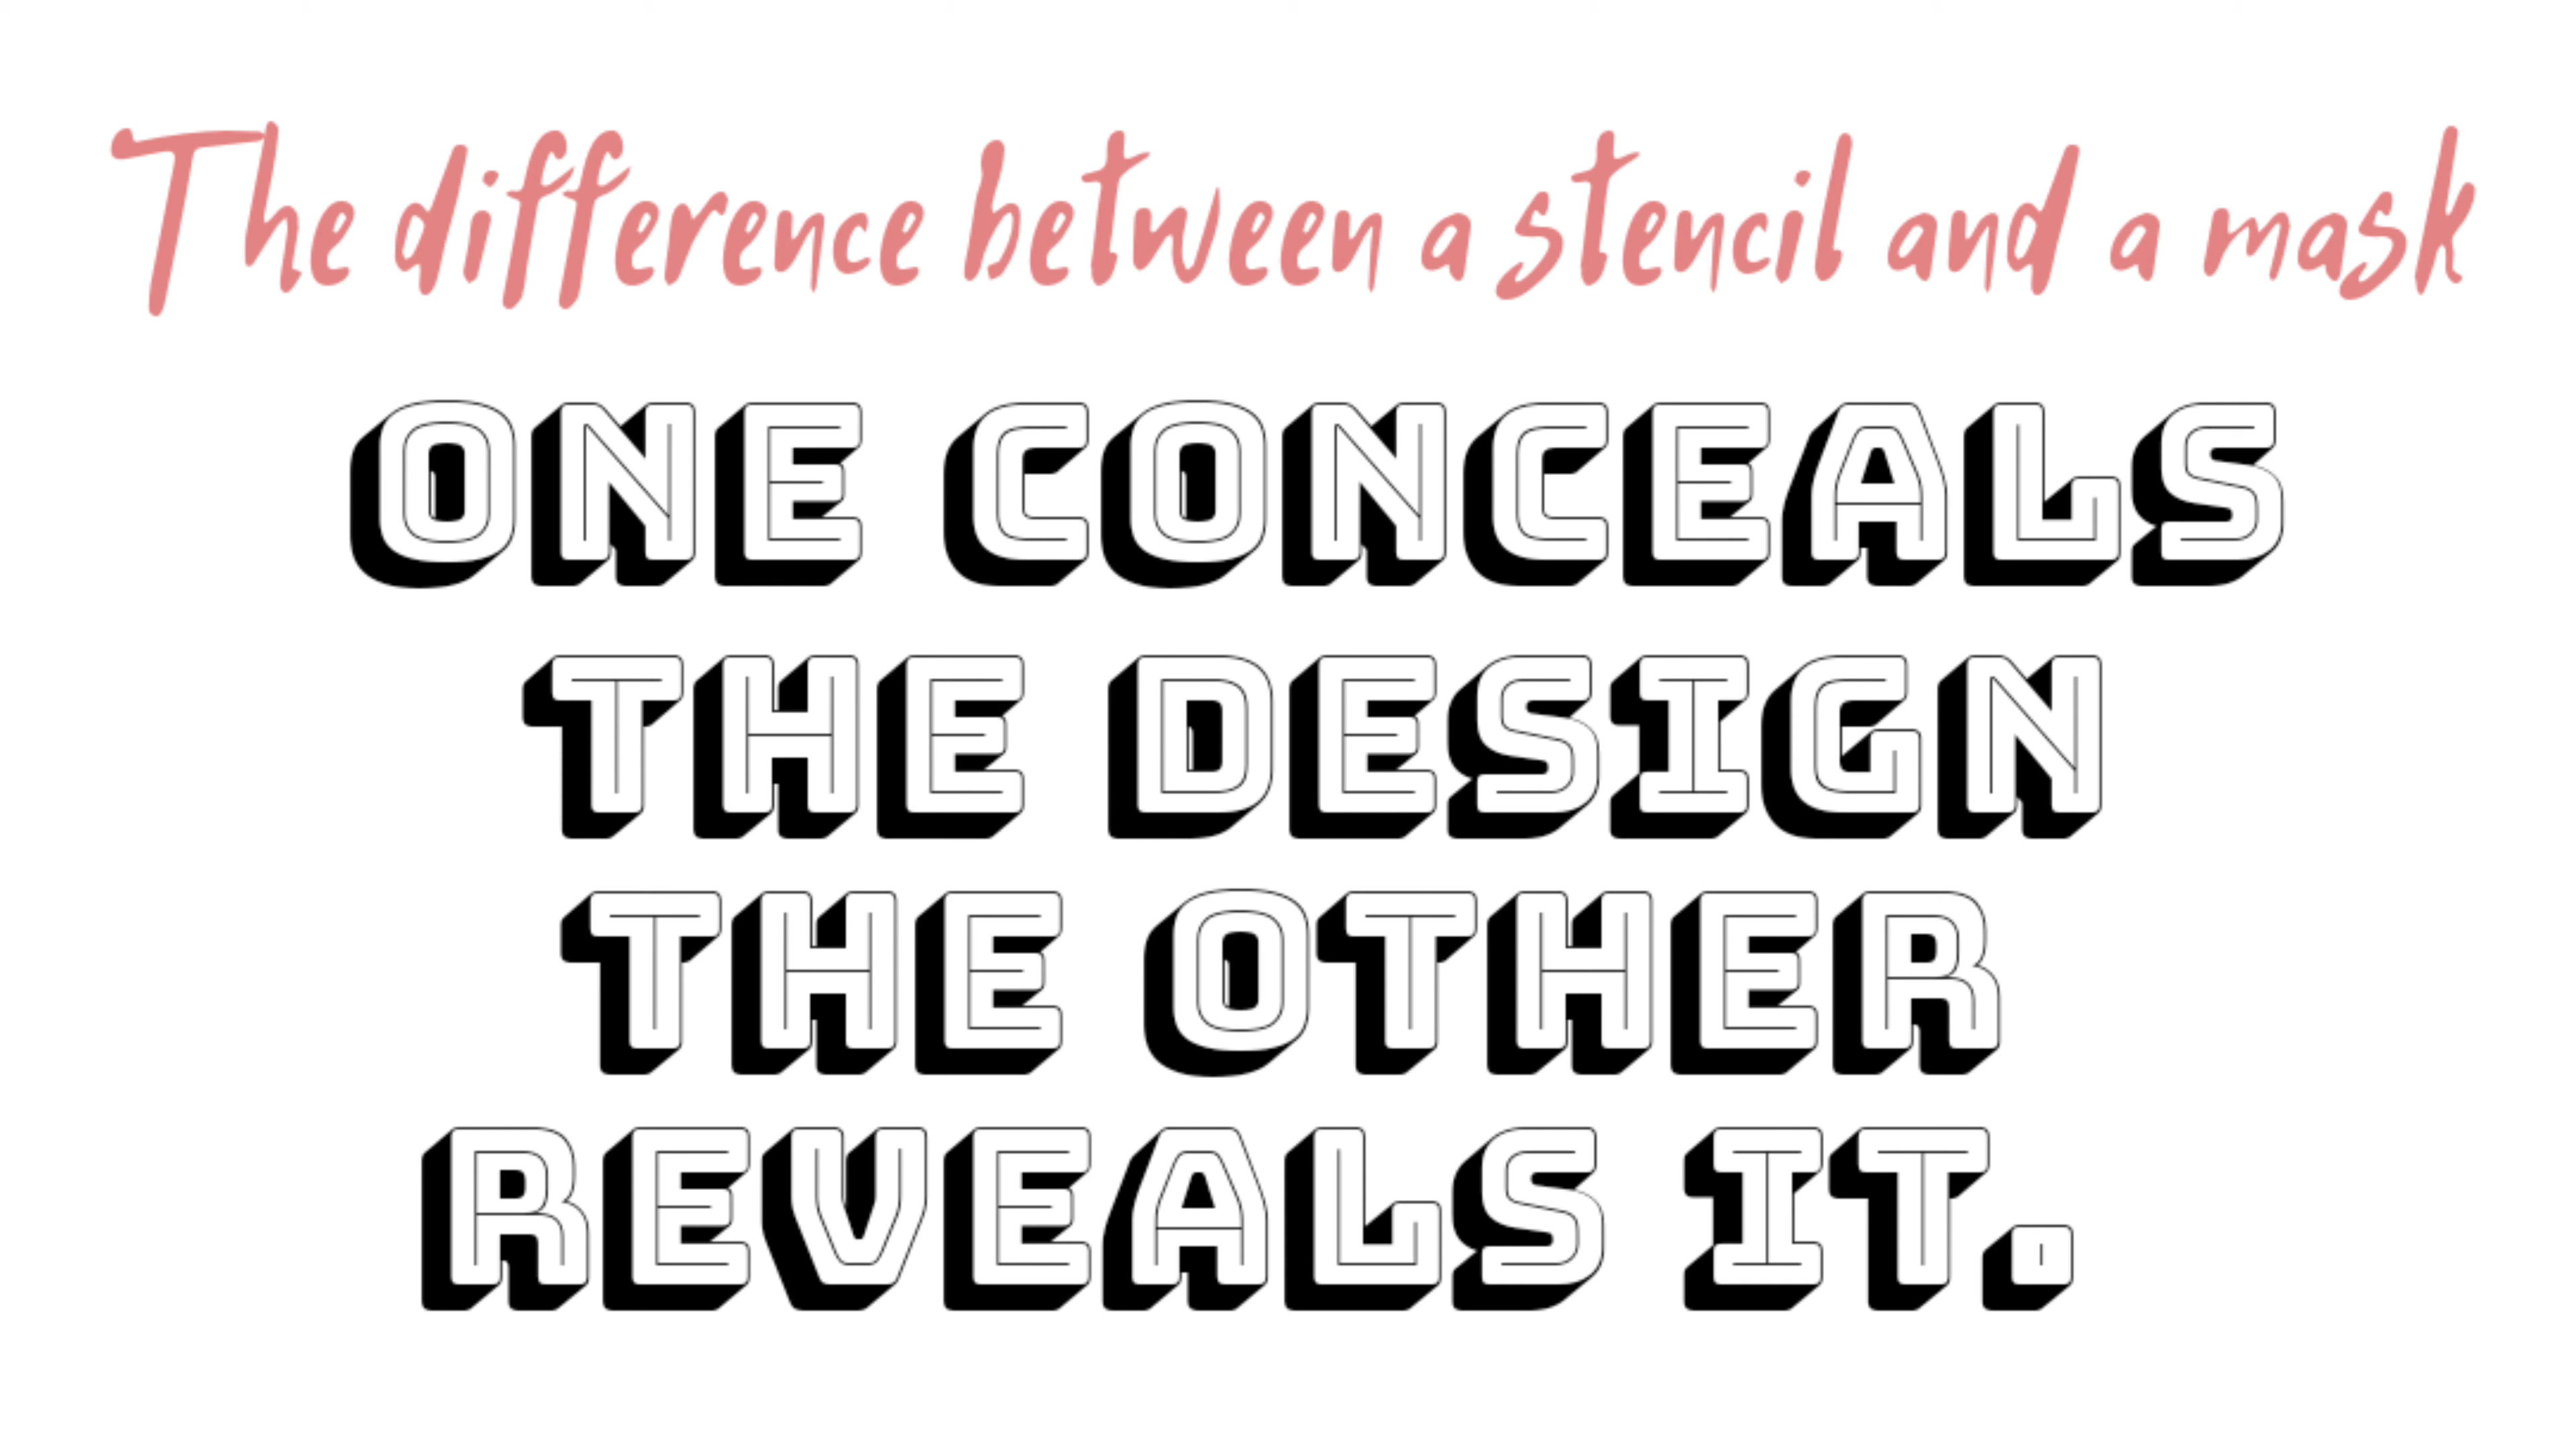 The difference between a stencil and a mask
ONE CONCEALS
THE DESIGN
THE OTHER
REVEALS IT.